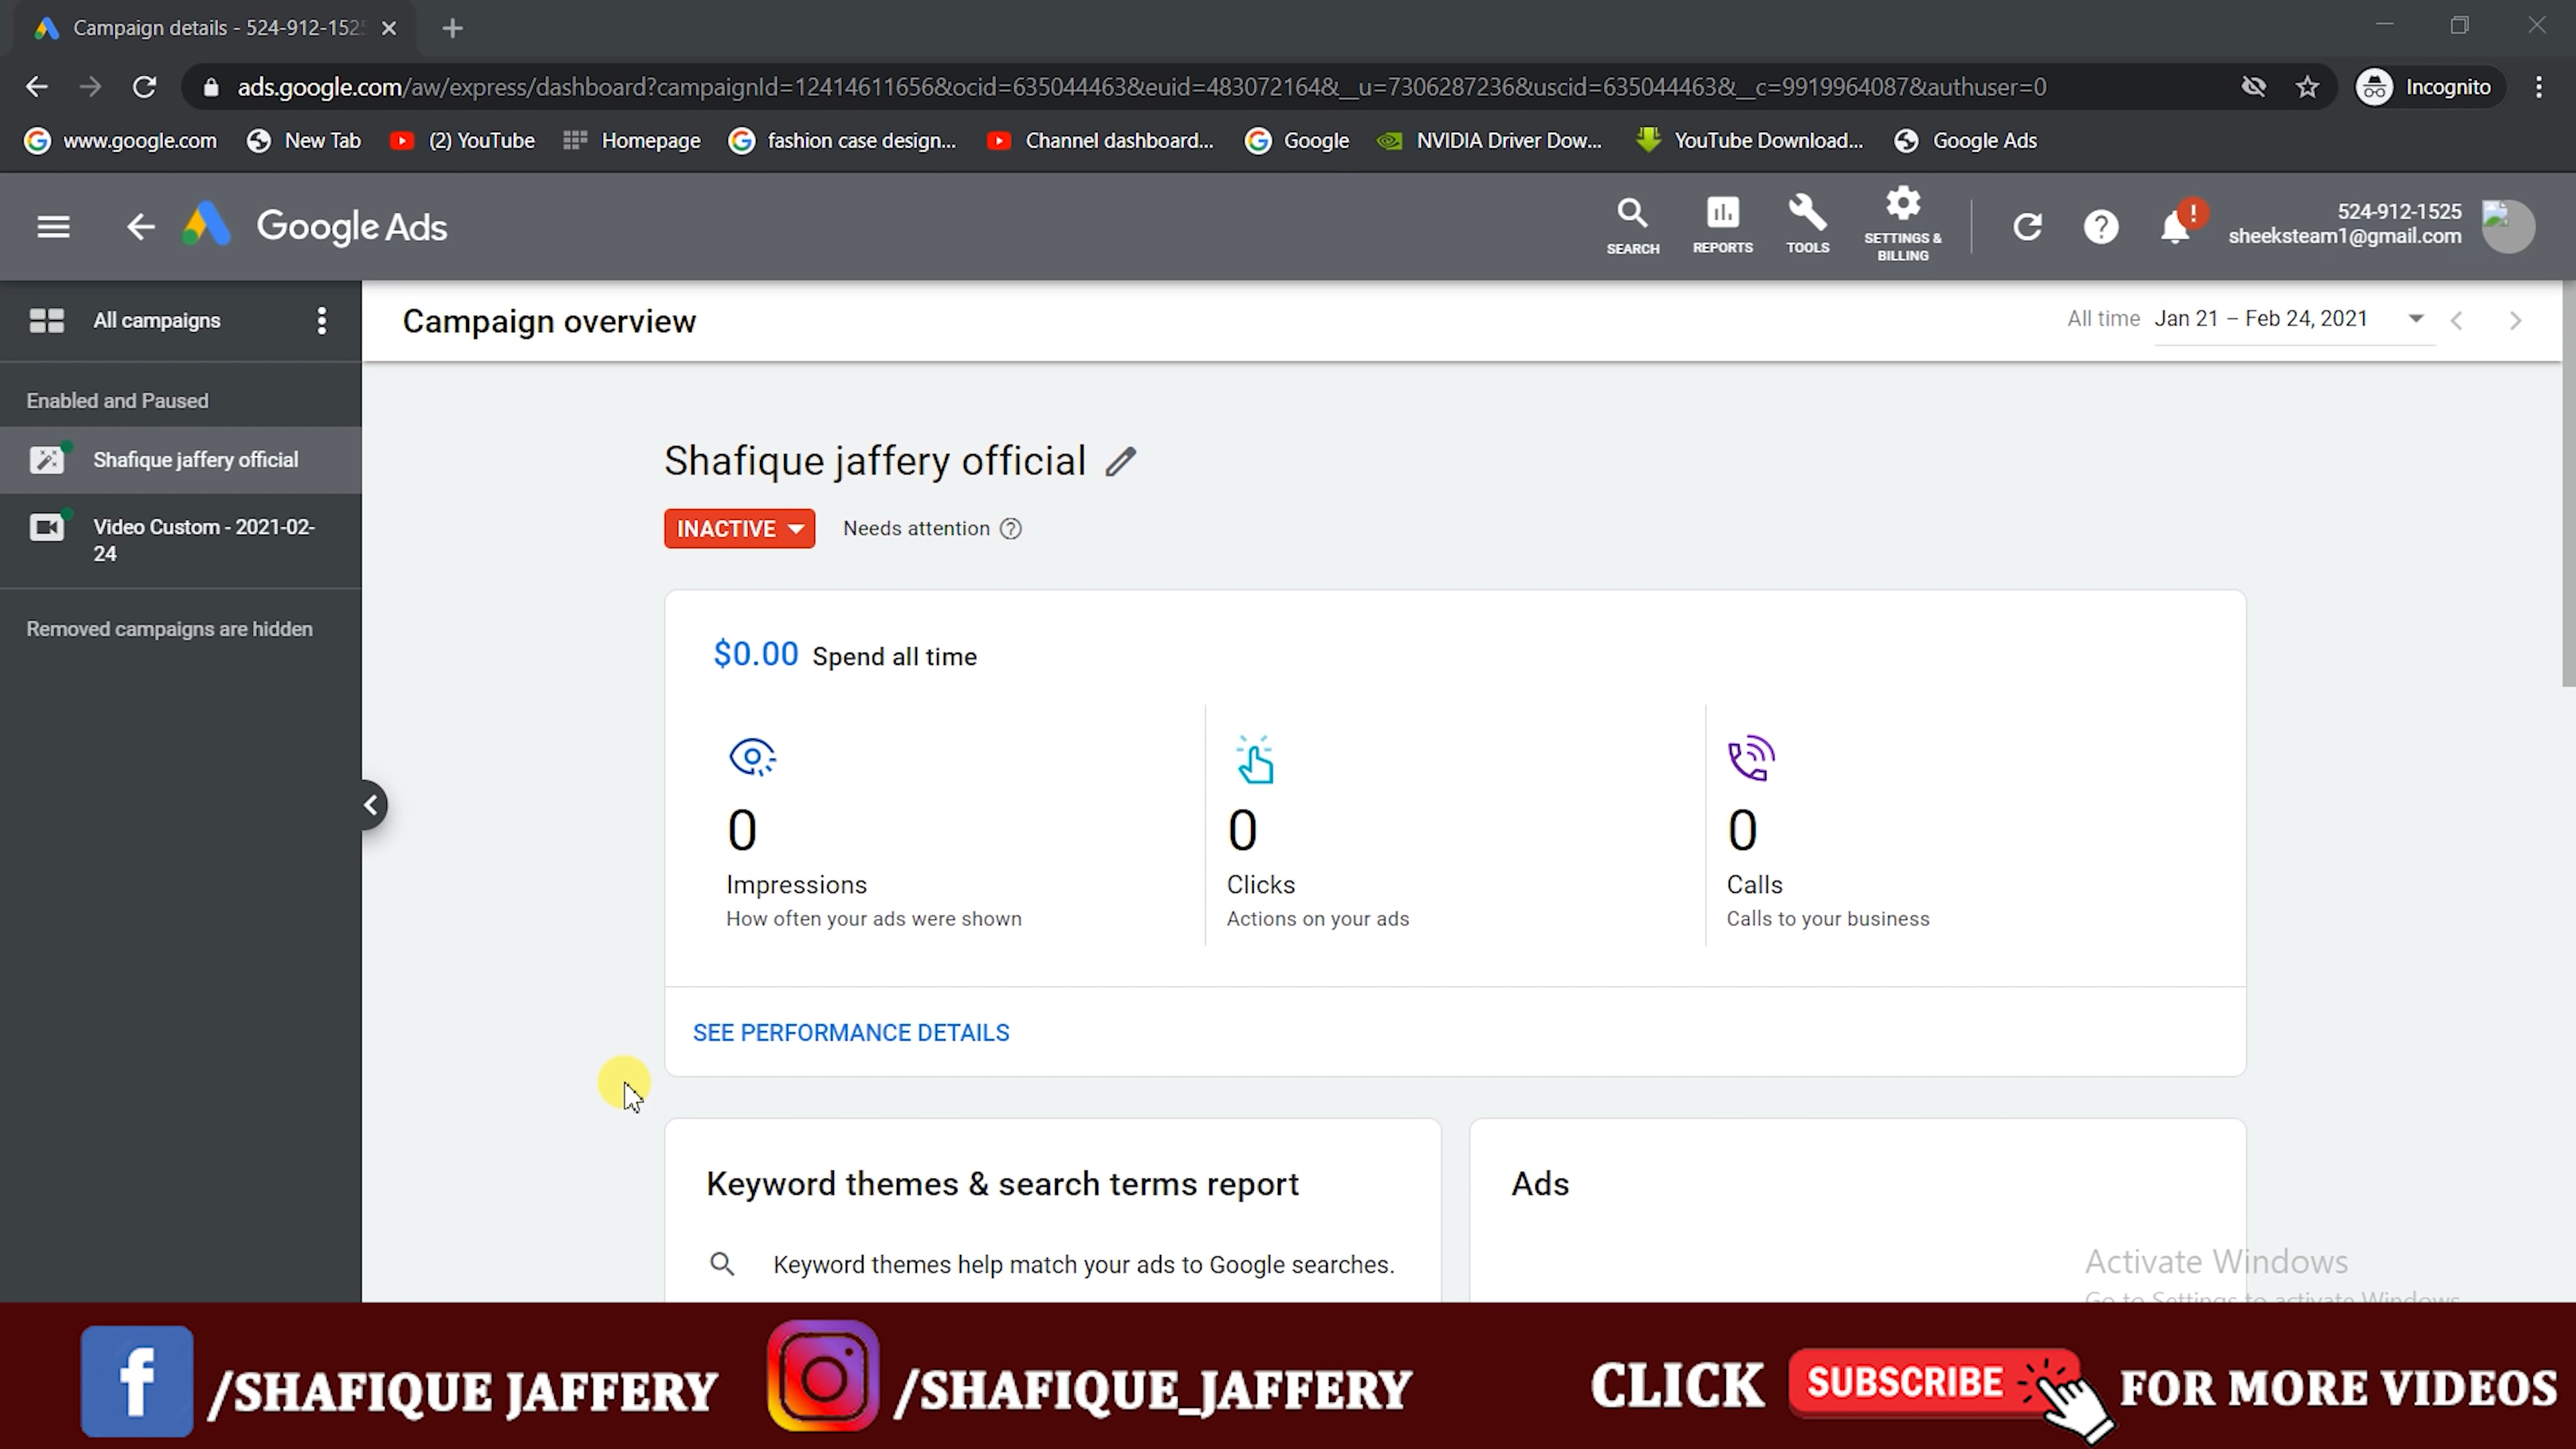 Campaign details - 524-912-1525
ads.google.com/aw/express/dashboard?campaignId=12414611656&ocid=635044463&euid=483072164&__u=7306287236&uscid=635044463&__c=9919964087&authuser=0
Incognito
www.google.com
New Tab
(2) YouTube
Homepage
fashion case design...
Channel dashboard...
Google
NVIDIA Driver Dow...
YouTube Download...
Google Ads
Google Ads
SEARCH
REPORTS
TOOLS
SETTINGS &
BILLING
?
!
524-912-1525
sheeksteam1@gmail.com
All campaigns
Campaign overview
All time Jan 21 – Feb 24, 2021
Enabled and Paused
Shafique jaffery official
Video Custom - 2021-02-
24
Removed campaigns are hidden
Shafique jaffery official
INACTIVE
Needs attention
?
$0.00 Spend all time
0
Impressions
How often your ads were shown
0
Clicks
Actions on your ads
0
Calls
Calls to your business
SEE PERFORMANCE DETAILS
Keyword themes & search terms report
Keyword themes help match your ads to Google searches.
Ads
Activate Windows
Go to Settings to activate Windows.
f
/SHAFIQUE JAFFERY
/SHAFIQUE_JAFFERY
CLICK SUBSCRIBE FOR MORE VIDEOS